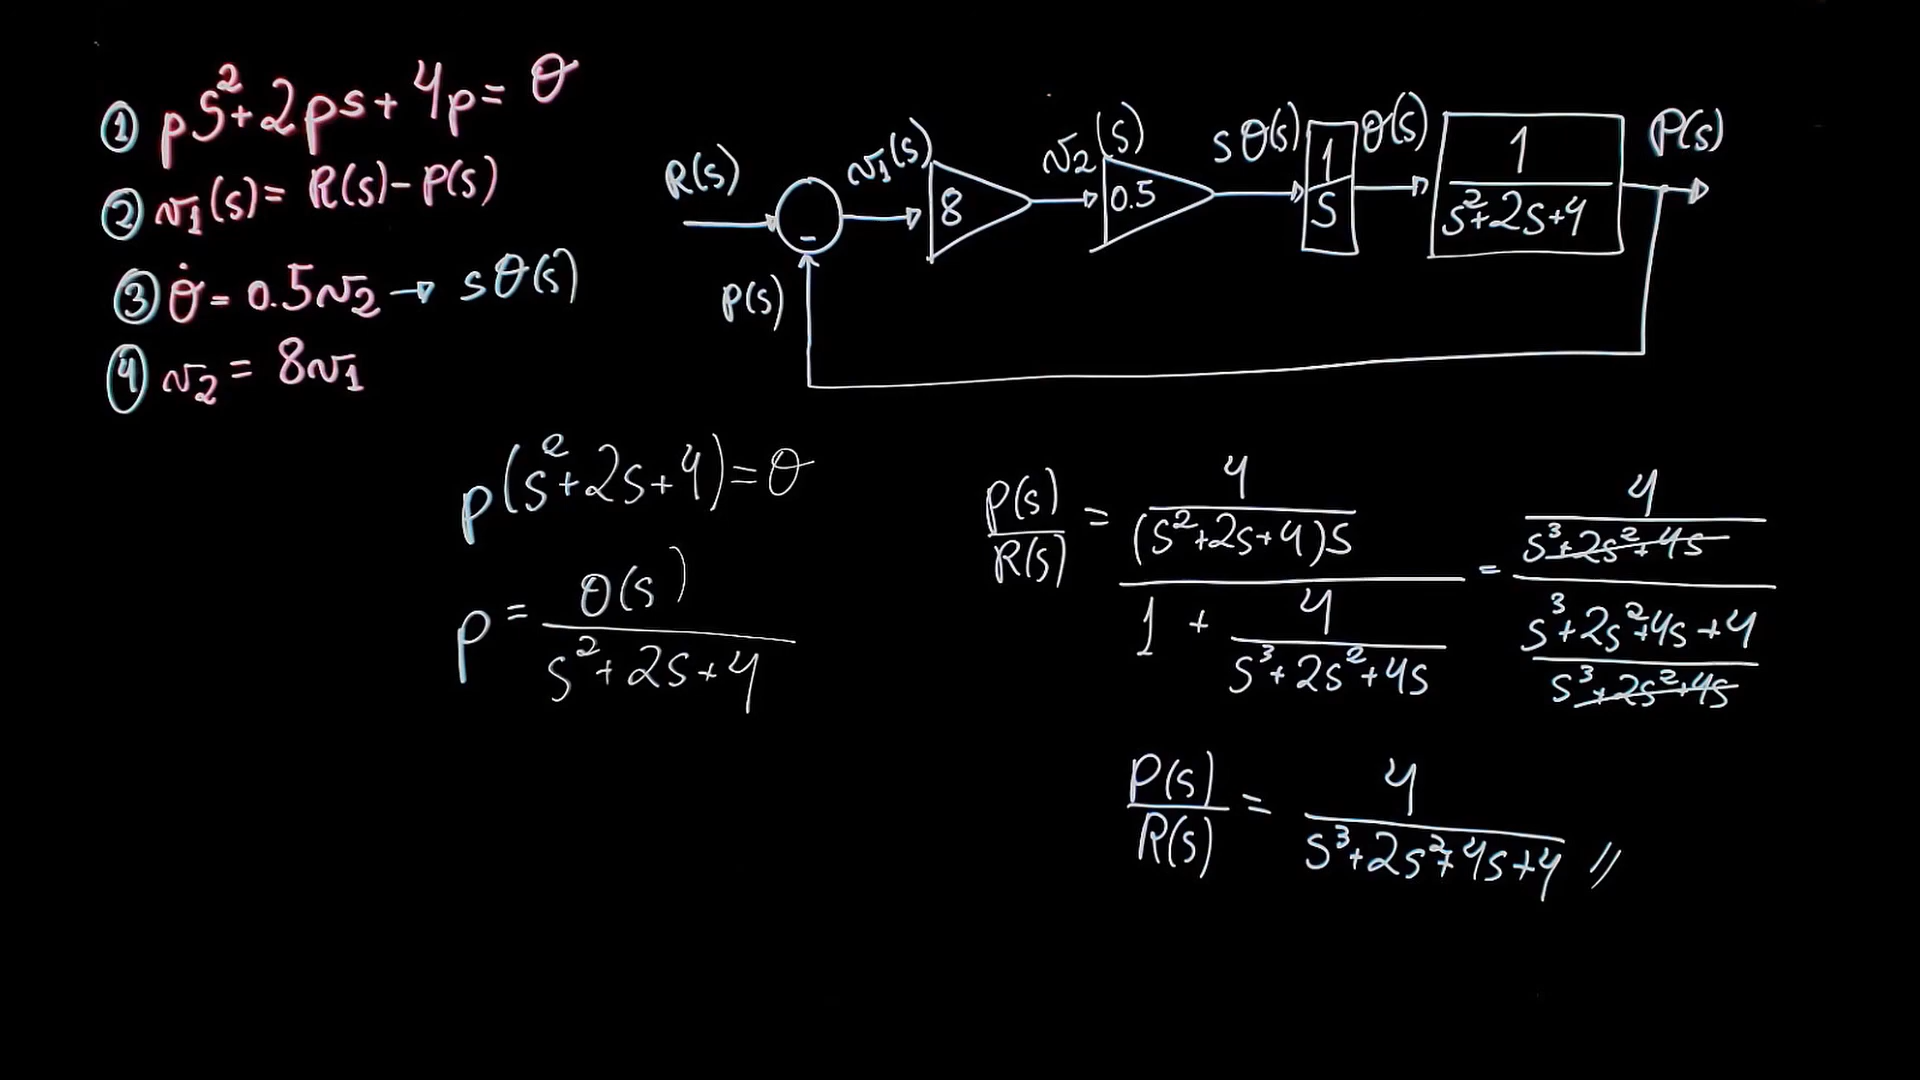 ① ps²+2ps+4p=θ
② v₁(s)= R(s)-p(s)
③ θ̇= 0.5v₂ → sθ(s)
④ v₂= 8v₁
R(s)
v₁(s)
8
v₂(s)
0.5
sθ(s)
1/s
θ(s)
1/(s²+2s+4)
P(s)
-
p(s)
p(s²+2s+4)=θ
p= θ(s)/(s²+2s+4)
P(s)/R(s) = (4/((s²+2s+4)s))/(1+4/(s³+2s²+4s)) = (4/(s³+2s²+4s))/((s³+2s²+4s+4)/(s³+2s²+4s))
P(s)/R(s) = 4/(s³+2s²+4s+4) //